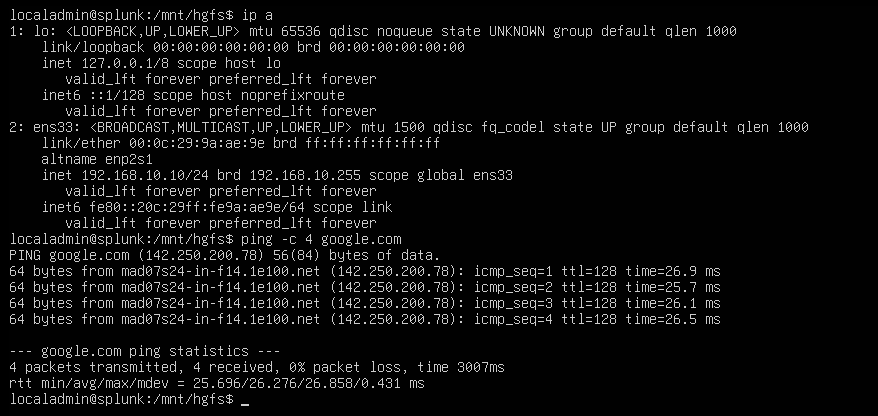 localadmin@splunk:/mnt/hgfs$ ip a
1: lo: <LOOPBACK,UP,LOWER_UP> mtu 65536 qdisc noqueue state UNKNOWN group default qlen 1000
    link/loopback 00:00:00:00:00:00 brd 00:00:00:00:00:00
    inet 127.0.0.1/8 scope host lo
       valid_lft forever preferred_lft forever
    inet6 ::1/128 scope host noprefixroute
       valid_lft forever preferred_lft forever
2: ens33: <BROADCAST,MULTICAST,UP,LOWER_UP> mtu 1500 qdisc fq_codel state UP group default qlen 1000
    link/ether 00:0c:29:9a:ae:9e brd ff:ff:ff:ff:ff:ff
    altname enp2s1
    inet 192.168.10.10/24 brd 192.168.10.255 scope global ens33
       valid_lft forever preferred_lft forever
    inet6 fe80::20c:29ff:fe9a:ae9e/64 scope link
       valid_lft forever preferred_lft forever
localadmin@splunk:/mnt/hgfs$ ping -c 4 google.com
PING google.com (142.250.200.78) 56(84) bytes of data.
64 bytes from mad07s24-in-f14.1e100.net (142.250.200.78): icmp_seq=1 ttl=128 time=26.9 ms
64 bytes from mad07s24-in-f14.1e100.net (142.250.200.78): icmp_seq=2 ttl=128 time=25.7 ms
64 bytes from mad07s24-in-f14.1e100.net (142.250.200.78): icmp_seq=3 ttl=128 time=26.1 ms
64 bytes from mad07s24-in-f14.1e100.net (142.250.200.78): icmp_seq=4 ttl=128 time=26.5 ms

--- google.com ping statistics ---
4 packets transmitted, 4 received, 0% packet loss, time 3007ms
rtt min/avg/max/mdev = 25.696/26.276/26.858/0.431 ms
localadmin@splunk:/mnt/hgfs$ _